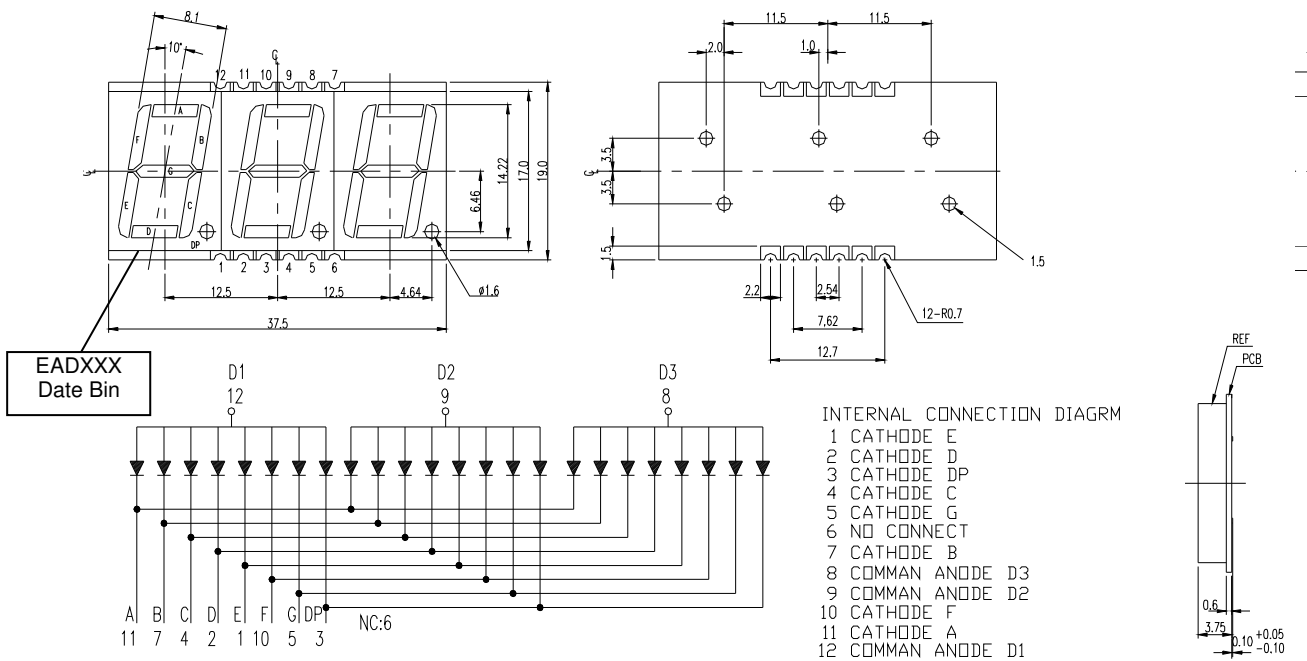 8.1
10°
12 11 10 9 8 7
A
F B
G
E C
D
DP
1 2 3 4 5 6
6.46
14.22
17.0
19.0
12.5 12.5 4.64
ø1.6
37.5
EADXXX
Date Bin
11.5 11.5
2.0 1.0
3.5
3.5
1.5
1.5
2.2 2.54
7.62
12.7
12-R0.7
D1 D2 D3
12 9 8
A B C D E F G DP
11 7 4 2 1 10 5 3
NC:6
INTERNAL CONNECTION DIAGRM
1 CATHODE E
2 CATHODE D
3 CATHODE DP
4 CATHODE C
5 CATHODE G
6 NO CONNECT
7 CATHODE B
8 COMMAN ANODE D3
9 COMMAN ANODE D2
10 CATHODE F
11 CATHODE A
12 COMMAN ANODE D1
REF
PCB
0.6
3.75
0.10 +0.05
-0.10